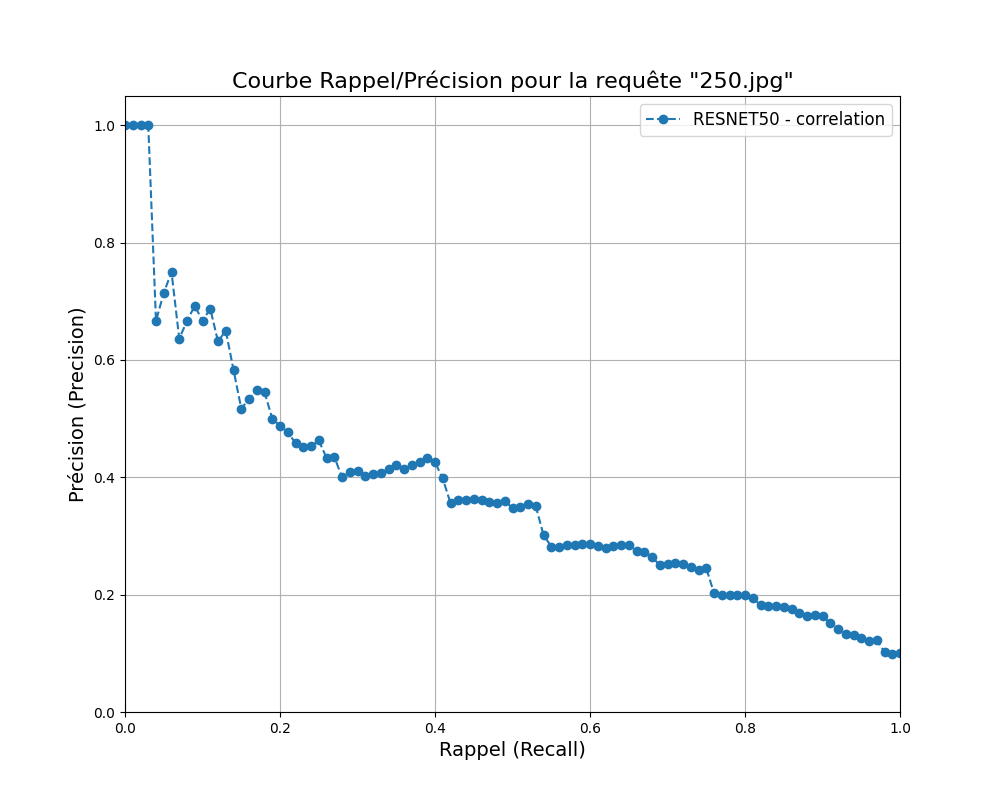 Courbe Rappel/Précision pour la requête "250.jpg"
RESNET50 - correlation
1.0
0.8
0.6
0.4
0.2
0.0
Précision (Precision)
0.0 0.2 0.4 0.6 0.8 1.0
Rappel (Recall)